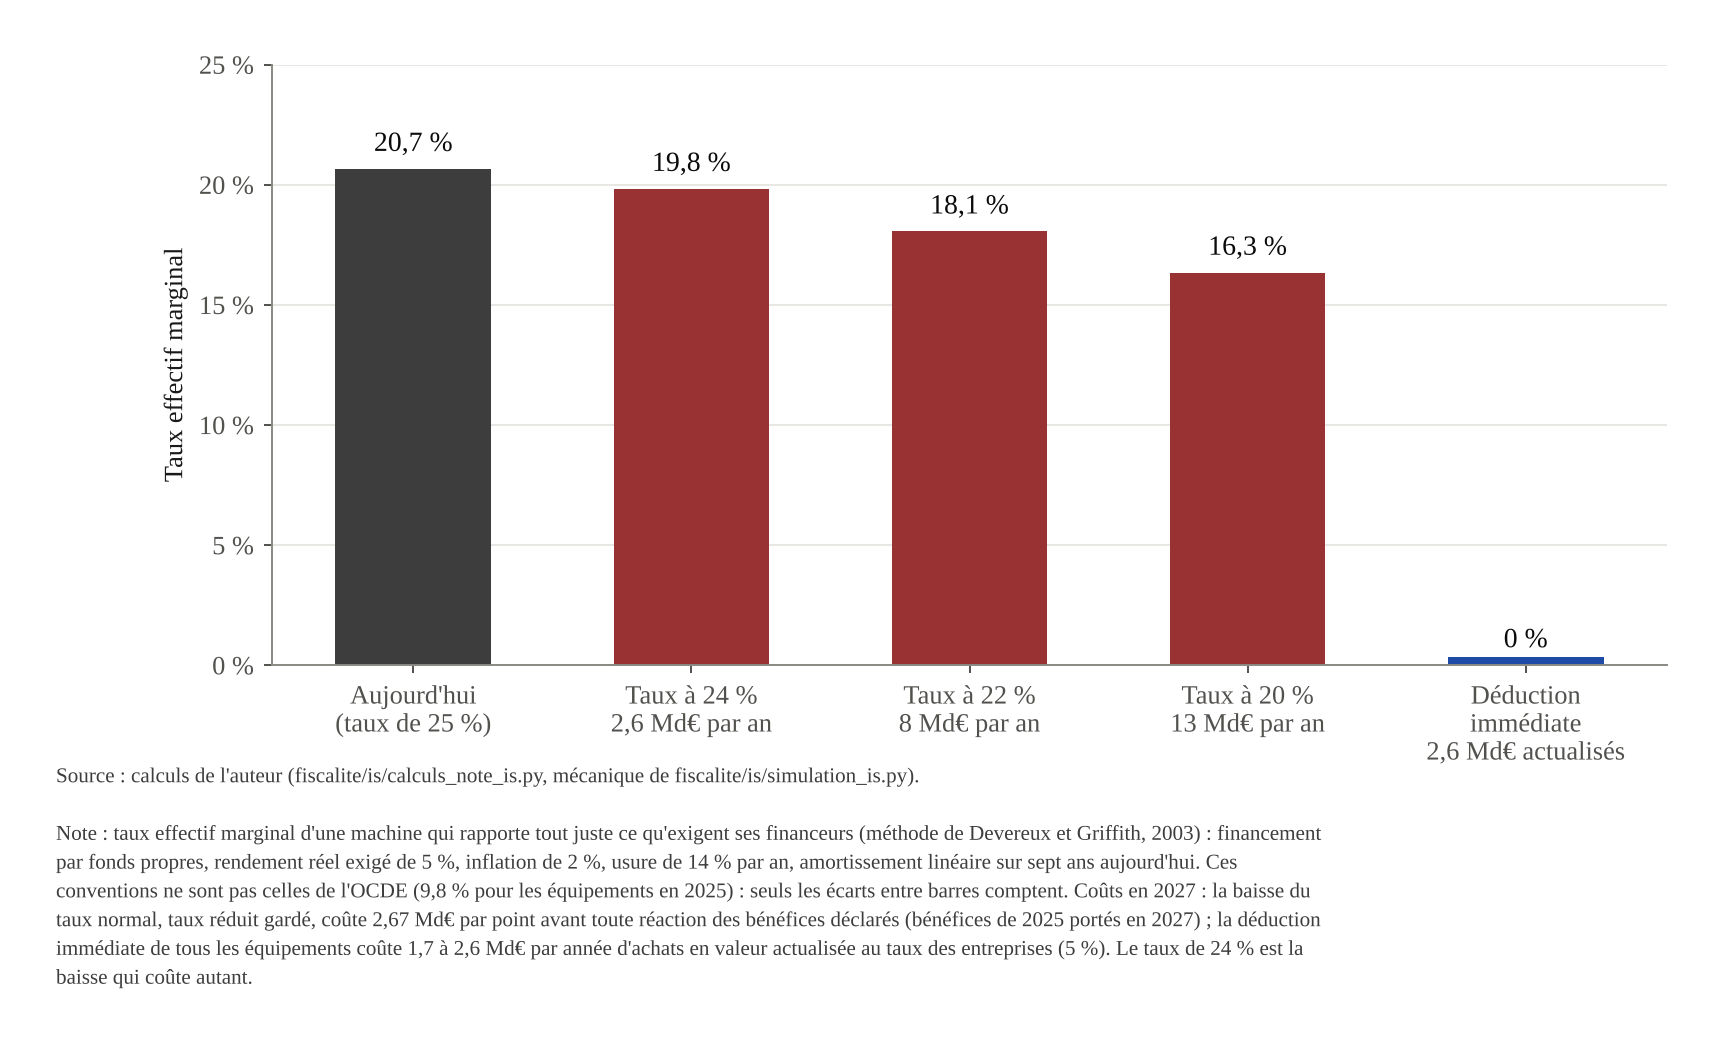 25 %
20 %
15 %
10 %
5 %
0 %
Taux effectif marginal
20,7 %
19,8 %
18,1 %
16,3 %
0 %
Aujourd'hui
(taux de 25 %)
Taux à 24 %
2,6 Md€ par an
Taux à 22 %
8 Md€ par an
Taux à 20 %
13 Md€ par an
Déduction
immédiate
2,6 Md€ actualisés
Source : calculs de l'auteur (fiscalite/is/calculs_note_is.py, mécanique de fiscalite/is/simulation_is.py).
Note : taux effectif marginal d'une machine qui rapporte tout juste ce qu'exigent ses financeurs (méthode de Devereux et Griffith, 2003) : financement
par fonds propres, rendement réel exigé de 5 %, inflation de 2 %, usure de 14 % par an, amortissement linéaire sur sept ans aujourd'hui. Ces
conventions ne sont pas celles de l'OCDE (9,8 % pour les équipements en 2025) : seuls les écarts entre barres comptent. Coûts en 2027 : la baisse du
taux normal, taux réduit gardé, coûte 2,67 Md€ par point avant toute réaction des bénéfices déclarés (bénéfices de 2025 portés en 2027) ; la déduction
immédiate de tous les équipements coûte 1,7 à 2,6 Md€ par année d'achats en valeur actualisée au taux des entreprises (5 %). Le taux de 24 % est la
baisse qui coûte autant.